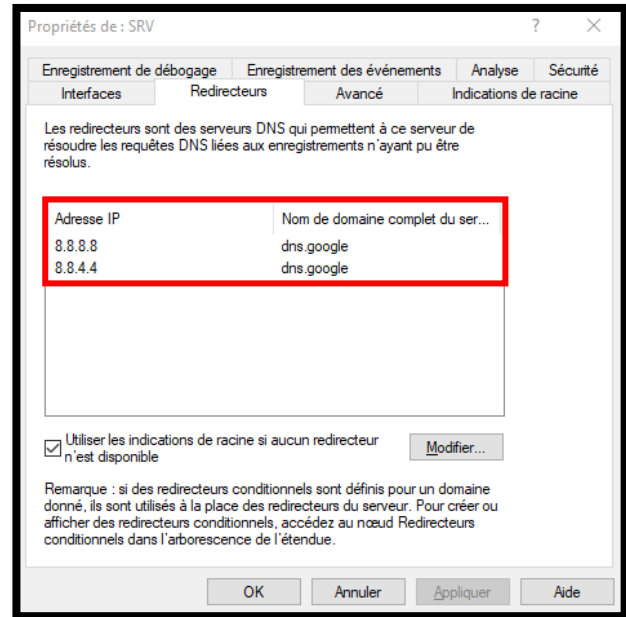 Propriétés de : SRV ? ×
Enregistrement de débogage Enregistrement des événements Analyse Sécurité
Interfaces Redirecteurs Avancé Indications de racine
Les redirecteurs sont des serveurs DNS qui permettent à ce serveur de
résoudre les requêtes DNS liées aux enregistrements n'ayant pu être
résolus.
Adresse IP Nom de domaine complet du ser...
8.8.8.8 dns.google
8.8.4.4 dns.google
Utiliser les indications de racine si aucun redirecteur
n'est disponible
Modifier...
Remarque : si des redirecteurs conditionnels sont définis pour un domaine
donné, ils sont utilisés à la place des redirecteurs du serveur. Pour créer ou
afficher des redirecteurs conditionnels, accédez au nœud Redirecteurs
conditionnels dans l'arborescence de l'étendue.
OK Annuler Appliquer Aide